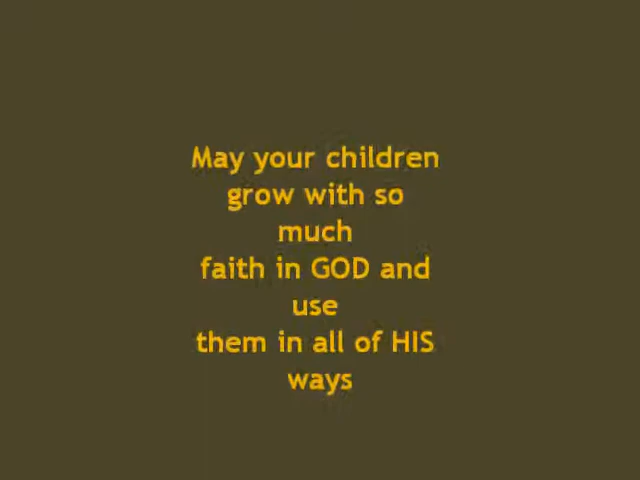 May your children
grow with so
much
faith in GOD and
use
them in all of HIS
ways